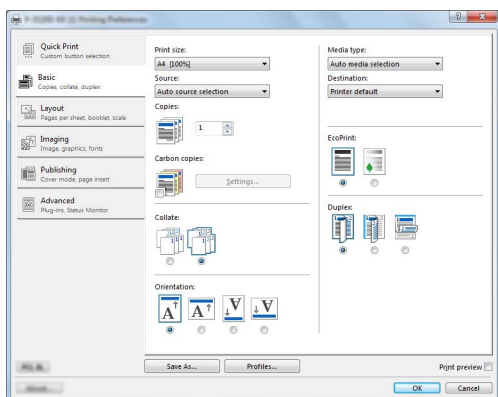 Printing Preferences
Quick Print
Custom button selection
Basic
Copies, collate, duplex
Layout
Pages per sheet, booklet, scale
Imaging
Image, graphics, fonts
Publishing
Cover mode, page insert
Advanced
Plug-ins, Status Monitor
Print size:
A4 [100%]
Source:
Auto source selection
Copies:
1
Carbon copies:
Settings...
Collate:
Orientation:
Media type:
Auto media selection
Destination:
Printer default
EcoPrint:
Duplex:
Save As...
Profiles...
Print preview
OK
Cancel